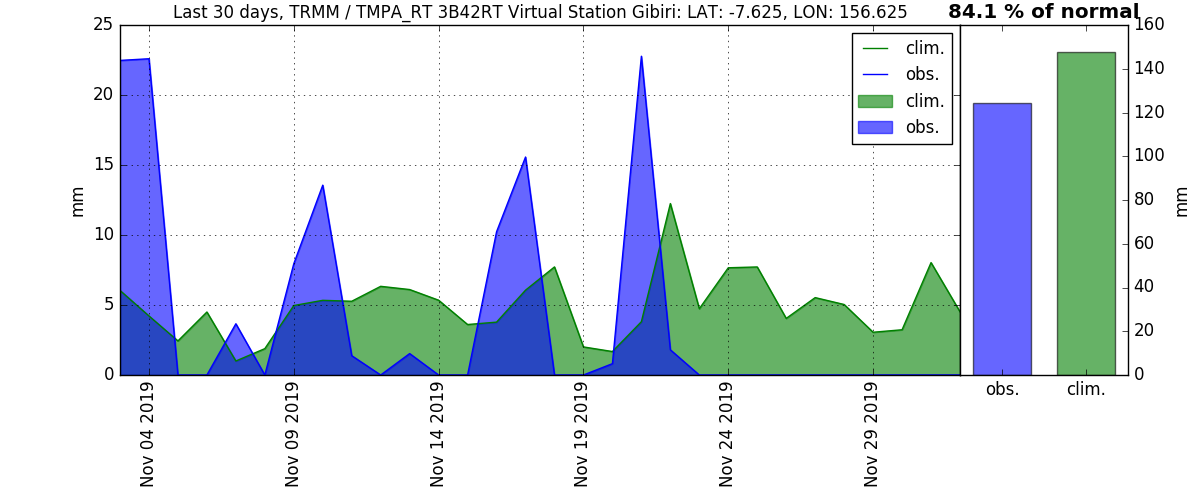 Last 30 days, TRMM / TMPA_RT 3B42RT Virtual Station Gibiri: LAT: -7.625, LON: 156.625
84.1 % of normal
25
20
15
10
5
0
mm
clim.
obs.
clim.
obs.
Nov 04 2019
Nov 09 2019
Nov 14 2019
Nov 19 2019
Nov 24 2019
Nov 29 2019
160
140
120
100
80
60
40
20
0
mm
obs.
clim.